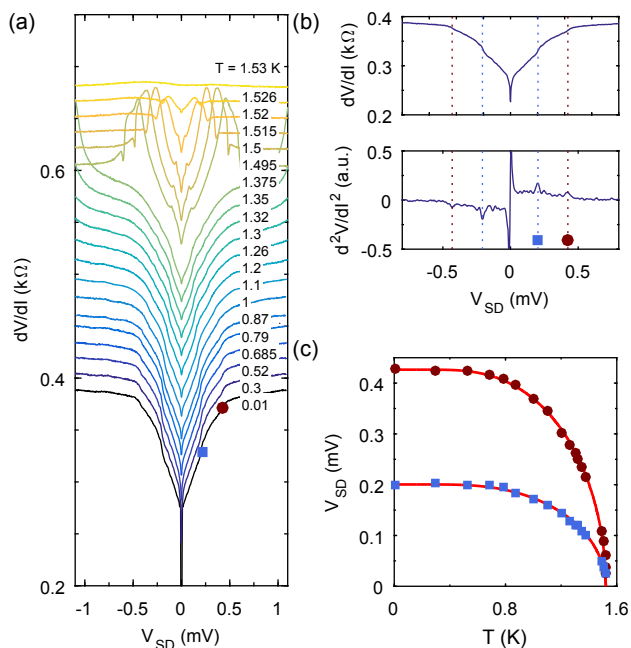 (a)
dV/dI (kΩ)
0.6
0.4
0.2
T = 1.53 K
1.526
1.52
1.515
1.5
1.495
1.375
1.35
1.32
1.3
1.26
1.2
1.1
1
0.87
0.79
0.685
0.52
0.3
0.01
-1 -0.5 0 0.5 1
V_SD (mV)
(b)
dV/dI (kΩ)
0.4
0.3
0.2
d²V/dI² (a.u.)
0.5
0
-0.5
-0.5 0 0.5
V_SD (mV)
(c)
V_SD (mV)
0.4
0.3
0.2
0.1
0
0 0.8 1.6
T (K)